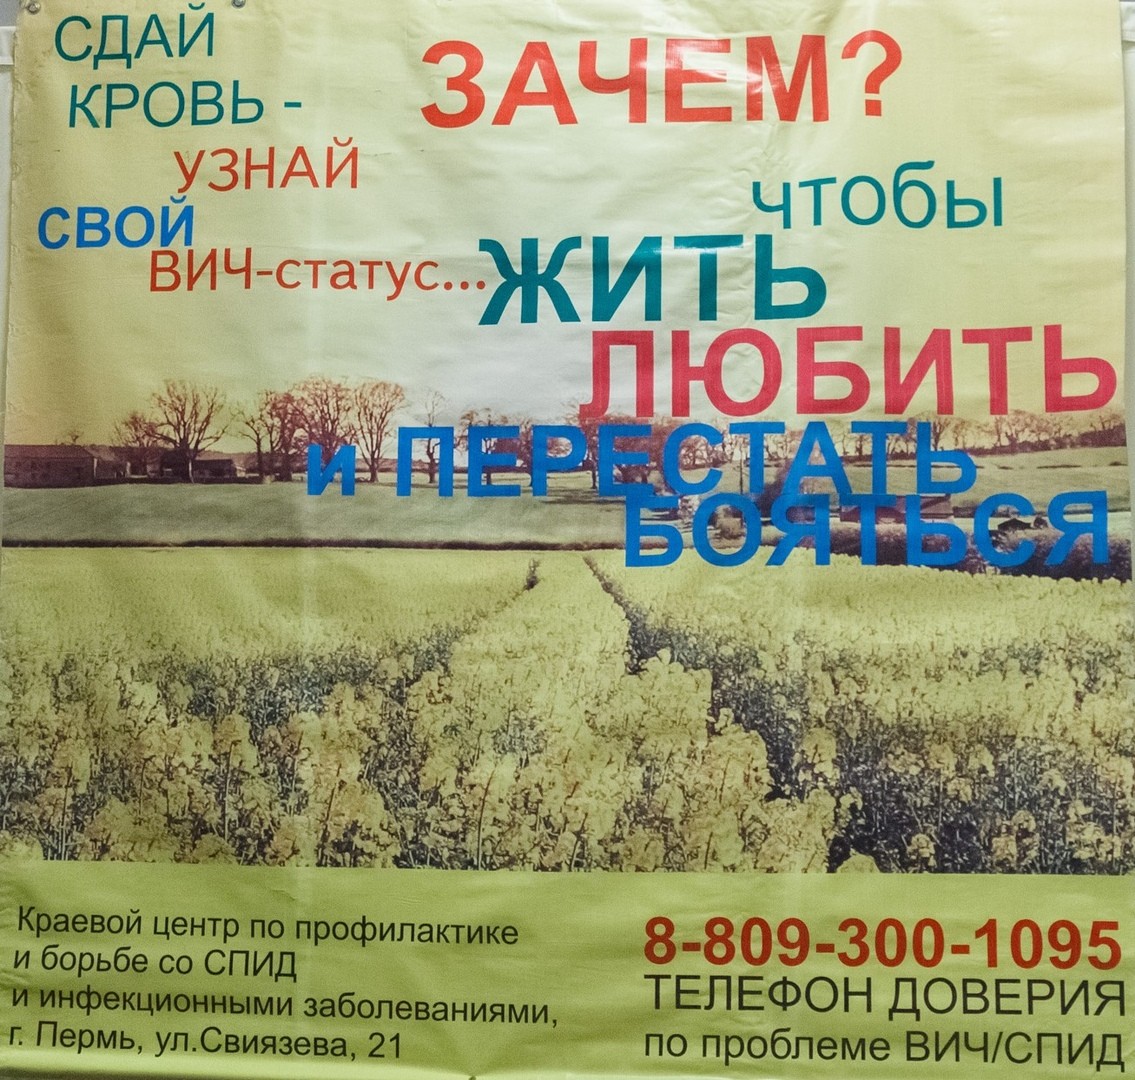 СДАЙ
КРОВЬ -
УЗНАЙ
СВОЙ
ВИЧ-статус...
ЗАЧЕМ?
чтобы
ЖИТЬ
ЛЮБИТЬ
и ПЕРЕСТАТЬ
БОЯТЬСЯ
Краевой центр по профилактике
и борьбе со СПИД
и инфекционными заболеваниями,
г. Пермь, ул.Свиязева, 21
8-809-300-1095
ТЕЛЕФОН ДОВЕРИЯ
по проблеме ВИЧ/СПИД